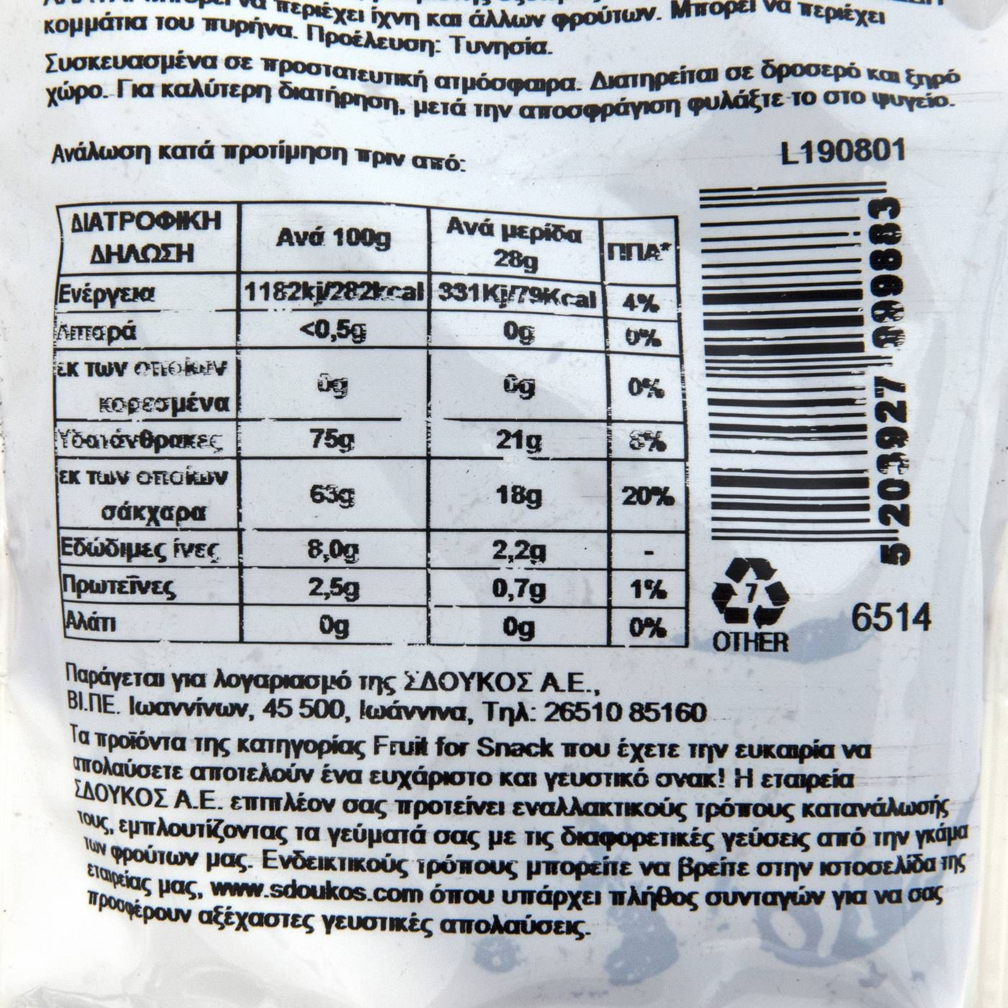 να περιέχει ίχνη και άλλων φρούτων. Μπορεί να περιέχει
κομμάτια του πυρήνα. Προέλευση: Τυνησία.
Συσκευασμένα σε προστατευτική ατμόσφαιρα. Διατηρείται σε δροσερό και ξηρό
χώρο. Για καλύτερη διατήρηση, μετά την αποσφράγιση φυλάξτε το στο ψυγείο.
Ανάλωση κατά προτίμηση πριν από:
L190801
ΔΙΑΤΡΟΦΙΚΗ ΔΗΛΩΣΗ Ανά 100g Ανά μερίδα 28g ΠΠΑ*
Ενέργεια 1182kj/282kcal 331Kj/79Kcal 4%
Λιπαρά <0,5g 0g 0%
εκ των οποίων κορεσμένα 0g 0g 0%
Υδατάνθρακες 75g 21g 8%
εκ των οποίων σάκχαρα 63g 18g 20%
Εδώδιμες ίνες 8,0g 2,2g -
Πρωτεΐνες 2,5g 0,7g 1%
Αλάτι 0g 0g 0%
5 203927 399883
7
OTHER
6514
Παράγεται για λογαριασμό της ΣΔΟΥΚΟΣ Α.Ε.,
ΒΙ.ΠΕ. Ιωαννίνων, 45 500, Ιωάννινα, Τηλ: 26510 85160
Τα προϊόντα της κατηγορίας Fruit for Snack που έχετε την ευκαιρία να
απολαύσετε αποτελούν ένα ευχάριστο και γευστικό σνακ! Η εταιρεία
ΣΔΟΥΚΟΣ Α.Ε. επιπλέον σας προτείνει εναλλακτικούς τρόπους κατανάλωσής
τους, εμπλουτίζοντας τα γεύματά σας με τις διαφορετικές γεύσεις από την γκάμα
των φρούτων μας. Ενδεικτικούς τρόπους μπορείτε να βρείτε στην ιστοσελίδα της
εταιρείας μας, www.sdoukos.com όπου υπάρχει πλήθος συνταγών για να σας
προσφέρουν αξέχαστες γευστικές απολαύσεις.